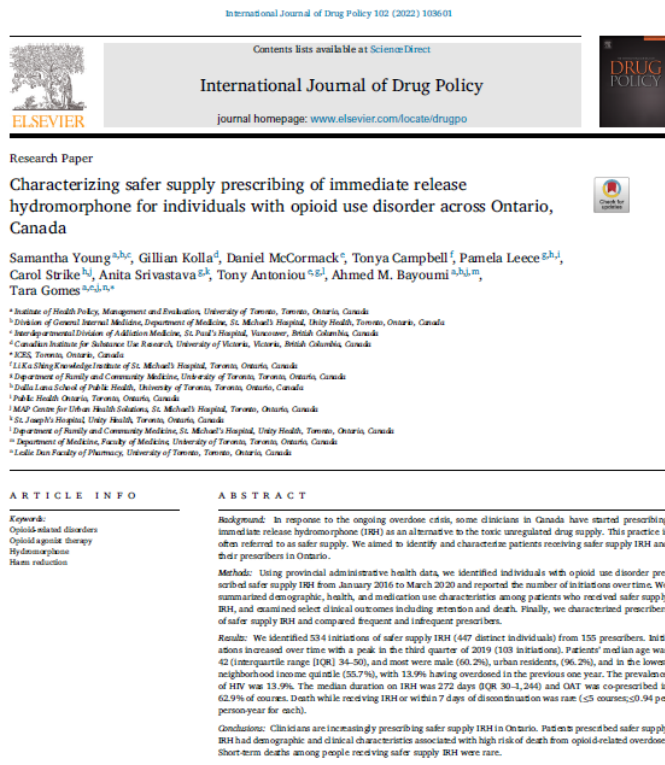 International Journal of Drug Policy 102 (2022) 103601
Contents lists available at ScienceDirect
International Journal of Drug Policy
journal homepage: www.elsevier.com/locate/drugpo
ELSEVIER
DRUG
POLICY
Research Paper
Characterizing safer supply prescribing of immediate release
hydromorphone for individuals with opioid use disorder across Ontario,
Canada
Check for
updates
Samantha Young a,b,c, Gillian Kolla d, Daniel McCormack e, Tonya Campbell f, Pamela Leece g,h,i,
Carol Strike h,j, Anita Srivastava g,k, Tony Antoniou e,g,l, Ahmed M. Bayoumi a,b,j,m,
Tara Gomes a,e,j,n,*
a Institute of Health Policy, Management and Evaluation, University of Toronto, Toronto, Ontario, Canada
b Division of General Internal Medicine, Department of Medicine, St. Michael's Hospital, Unity Health, Toronto, Ontario, Canada
c Interdepartmental Division of Addiction Medicine, St. Paul's Hospital, Vancouver, British Columbia, Canada
d Canadian Institute for Substance Use Research, University of Victoria, Victoria, British Columbia, Canada
e ICES, Toronto, Ontario, Canada
f Li Ka Shing Knowledge Institute of St. Michael's Hospital, Toronto, Ontario, Canada
g Department of Family and Community Medicine, University of Toronto, Toronto, Ontario, Canada
h Dalla Lana School of Public Health, University of Toronto, Toronto, Ontario, Canada
i Public Health Ontario, Toronto, Ontario, Canada
j MAP Centre for Urban Health Solutions, St. Michael's Hospital, Toronto, Ontario, Canada
k St. Joseph's Hospital, Unity Health, Toronto, Ontario, Canada
l Department of Family and Community Medicine, St. Michael's Hospital, Unity Health, Toronto, Ontario, Canada
m Department of Medicine, Faculty of Medicine, University of Toronto, Toronto, Ontario, Canada
n Leslie Dan Faculty of Pharmacy, University of Toronto, Toronto, Ontario, Canada
ARTICLE INFO
Keywords:
Opioid-related disorders
Opioid agonist therapy
Hydromorphone
Harm reduction
ABSTRACT
Background: In response to the ongoing overdose crisis, some clinicians in Canada have started prescribing
immediate release hydromorphone (IRH) as an alternative to the toxic unregulated drug supply. This practice i
often referred to as safer supply. We aimed to identify and characterize patients receiving safer supply IRH and
their prescribers in Ontario.
Methods: Using provincial administrative health data, we identified individuals with opioid use disorder pre
scribed safer supply IRH from January 2016 to March 2020 and reported the number of initiations over time. We
summarized demographic, health, and medication use characteristics among patients who received safer supply
IRH, and examined select clinical outcomes including retention and death. Finally, we characterized prescriber
of safer supply IRH and compared frequent and infrequent prescribers.
Results: We identified 534 initiations of safer supply IRH (447 distinct individuals) from 155 prescribers. Initi
ations increased over time with a peak in the third quarter of 2019 (103 initiations). Patients' median age was
42 (interquartile range [IQR] 34–50), and most were male (60.2%), urban residents, (96.2%), and in the lowes
neighborhood income quintile (55.7%), with 13.9% having overdosed in the previous one year. The prevalence
of HIV was 13.9%. The median duration on IRH was 272 days (IQR 30–1,244) and OAT was co-prescribed i
62.9% of courses. Death while receiving IRH or within 7 days of discontinuation was rare (≤5 courses;≤0.94 per
person-year for each).
Conclusions: Clinicians are increasingly prescribing safer supply IRH in Ontario. Patients prescribed safer supply
IRH had demographic and clinical characteristics associated with high risk of death from opioid-related overdose
Short-term deaths among people receiving safer supply IRH were rare.